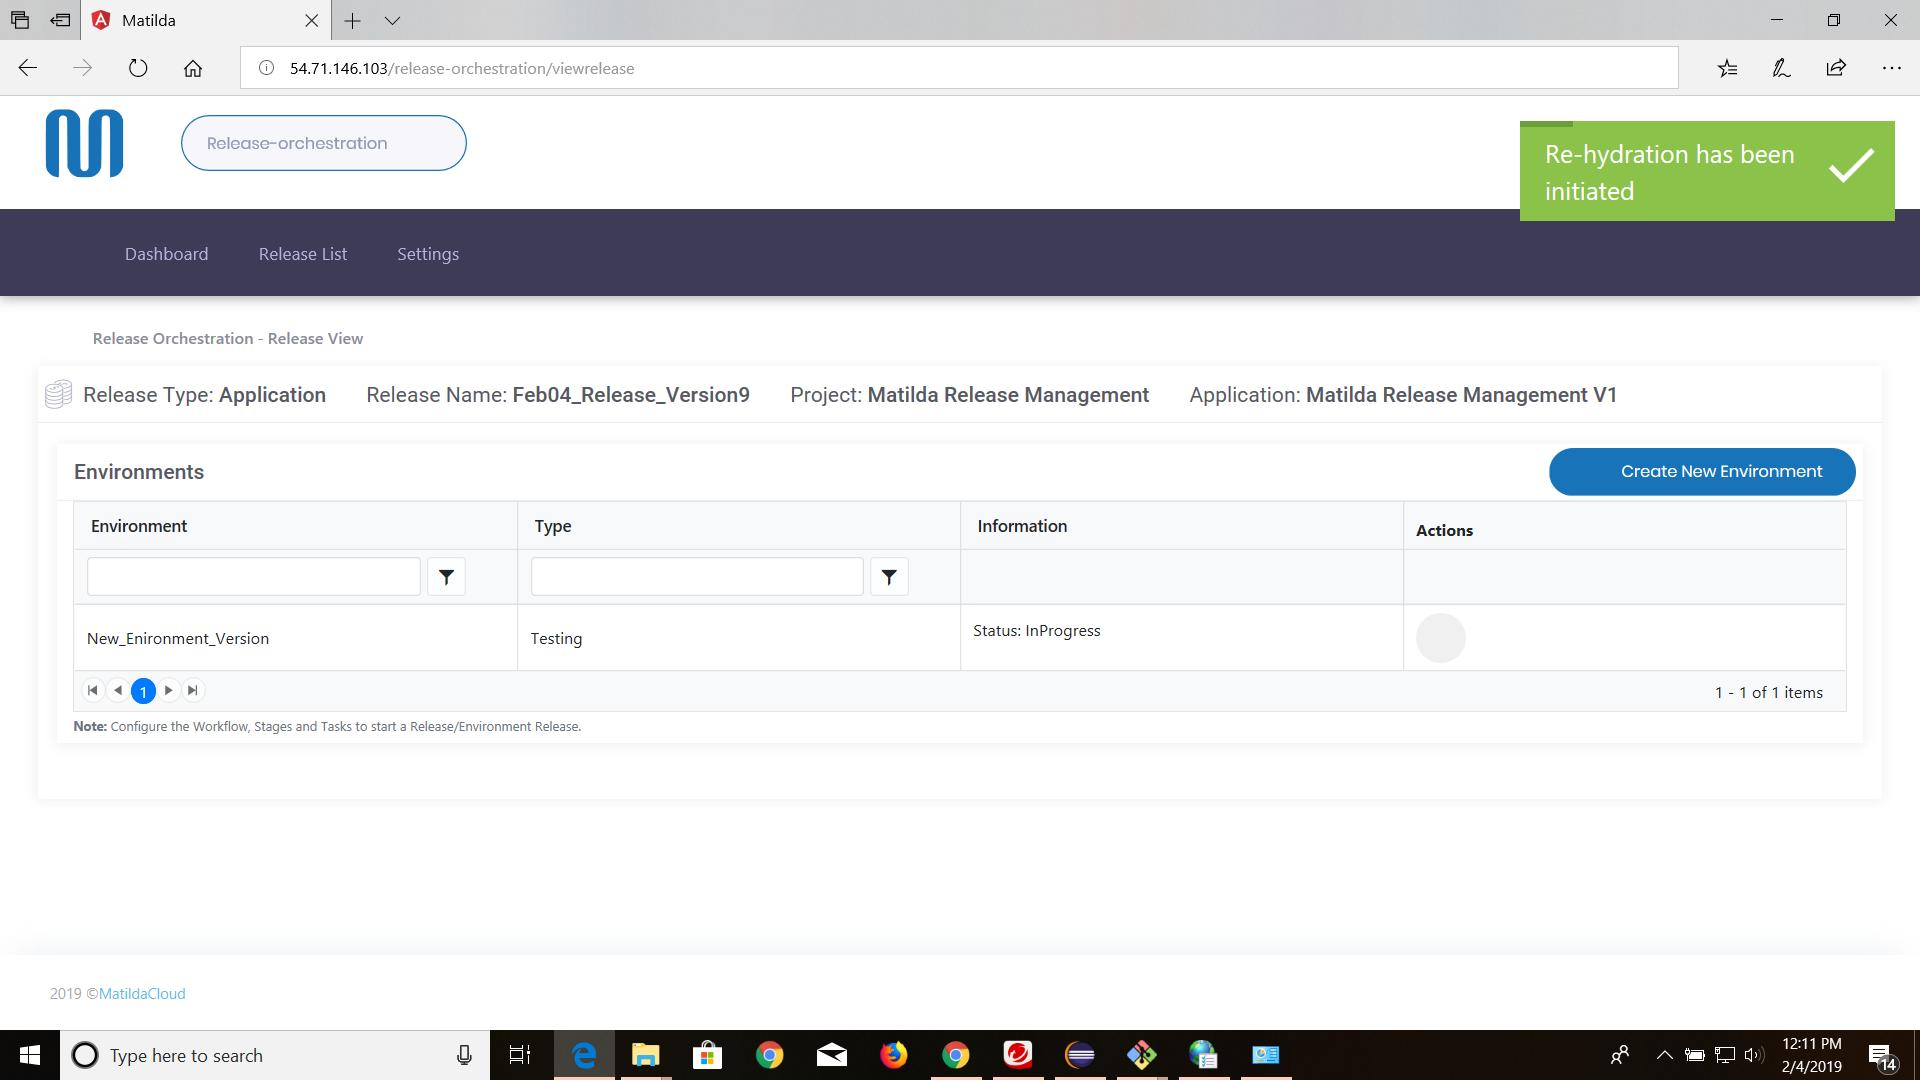 Matilda
54.71.146.103/release-orchestration/viewrelease
Release-orchestration
Re-hydration has been
initiated
Dashboard
Release List
Settings
Release Orchestration - Release View
Release Type: Application
Release Name: Feb04_Release_Version9
Project: Matilda Release Management
Application: Matilda Release Management V1
Environments
Create New Environment
Environment
Type
Information
Actions
New_Enironment_Version
Testing
Status: InProgress
1
1 - 1 of 1 items
Note: Configure the Workflow, Stages and Tasks to start a Release/Environment Release.
2019 ©MatildaCloud
Type here to search
12:11 PM
2/4/2019
14